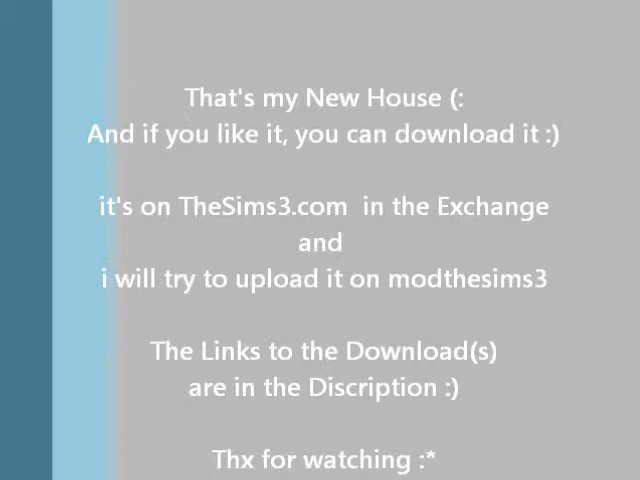 That's my New House (:
And if you like it, you can download it :)
it's on TheSims3.com  in the Exchange
and
i will try to upload it on modthesims3
The Links to the Download(s)
are in the Discription :)
Thx for watching :*